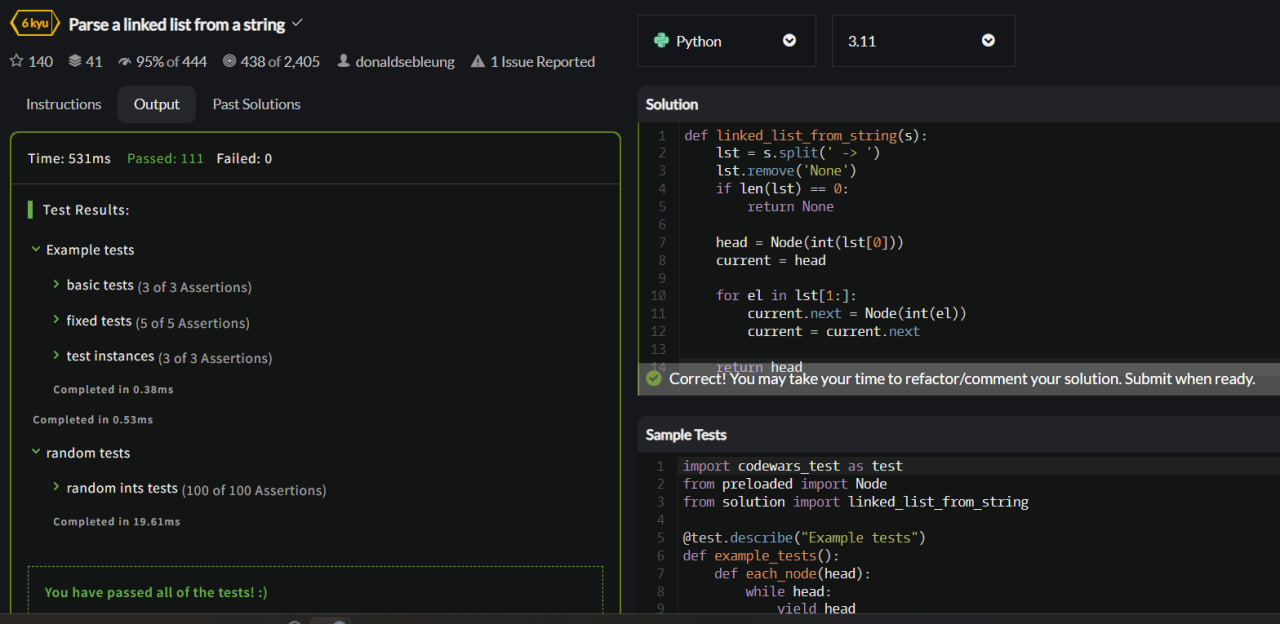 6 kyu Parse a linked list from a string
140 41 95% of 444 438 of 2,405 donaldsebleung 1 Issue Reported
Instructions Output Past Solutions
Time: 531ms Passed: 111 Failed: 0
Test Results:
Example tests
basic tests (3 of 3 Assertions)
fixed tests (5 of 5 Assertions)
test instances (3 of 3 Assertions)
Completed in 0.38ms
Completed in 0.53ms
random tests
random ints tests (100 of 100 Assertions)
Completed in 19.61ms
You have passed all of the tests! :)
Python 3.11
Solution
1 def linked_list_from_string(s):
2     lst = s.split(' -> ')
3     lst.remove('None')
4     if len(lst) == 0:
5         return None
6
7     head = Node(int(lst[0]))
8     current = head
9
10     for el in lst[1:]:
11         current.next = Node(int(el))
12         current = current.next
13
14     return head
Correct! You may take your time to refactor/comment your solution. Submit when ready.
Sample Tests
1 import codewars_test as test
2 from preloaded import Node
3 from solution import linked_list_from_string
4
5 @test.describe("Example tests")
6 def example_tests():
7     def each_node(head):
8         while head:
9             yield head